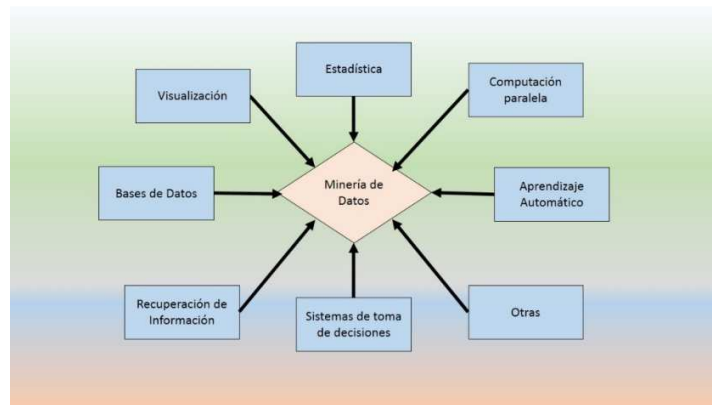 Estadística
Visualización
Computación
paralela
Bases de Datos
Minería de
Datos
Aprendizaje
Automático
Recuperación de
Información
Sistemas de toma
de decisiones
Otras